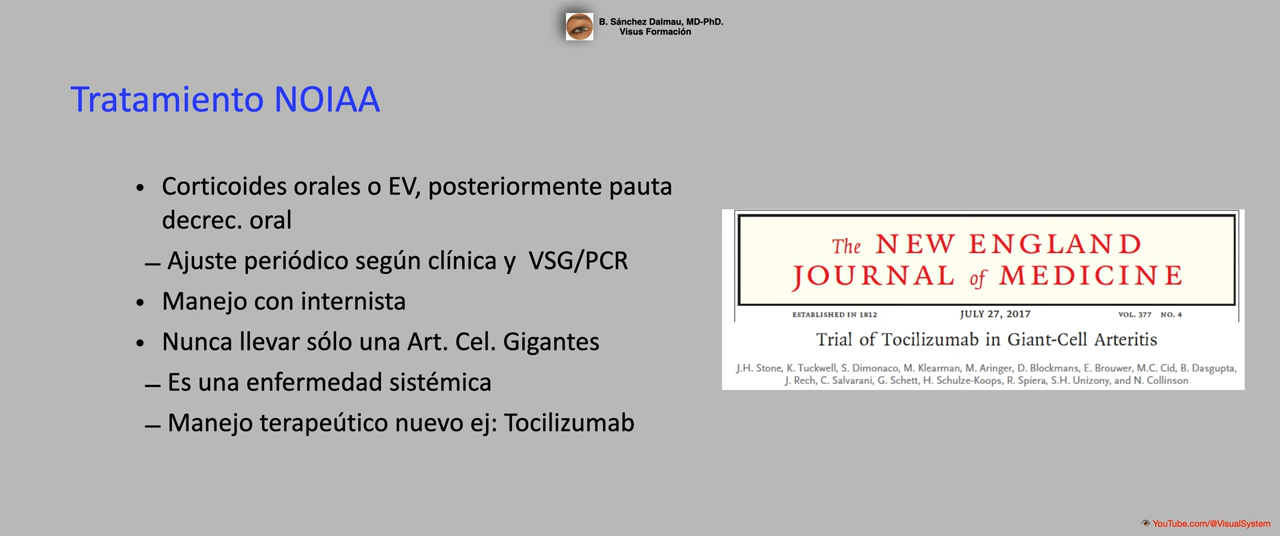 B. Sánchez Dalmau, MD-PhD.
Visus Formación
Tratamiento NOIAA
• Corticoides orales o EV, posteriormente pauta
decrec. oral
– Ajuste periódico según clínica y VSG/PCR
• Manejo con internista
• Nunca llevar sólo una Art. Cel. Gigantes
– Es una enfermedad sistémica
– Manejo terapeútico nuevo ej: Tocilizumab
The NEW ENGLAND
JOURNAL of MEDICINE
ESTABLISHED IN 1812 JULY 27, 2017 VOL. 377 NO. 4
Trial of Tocilizumab in Giant-Cell Arteritis
J.H. Stone, K. Tuckwell, S. Dimonaco, M. Klearman, M. Aringer, D. Blockmans, E. Brouwer, M.C. Cid, B. Dasgupta,
J. Rech, C. Salvarani, G. Schett, H. Schulze-Koops, R. Spiera, S.H. Unizony, and N. Collinson
YouTube.com/@VisualSystem